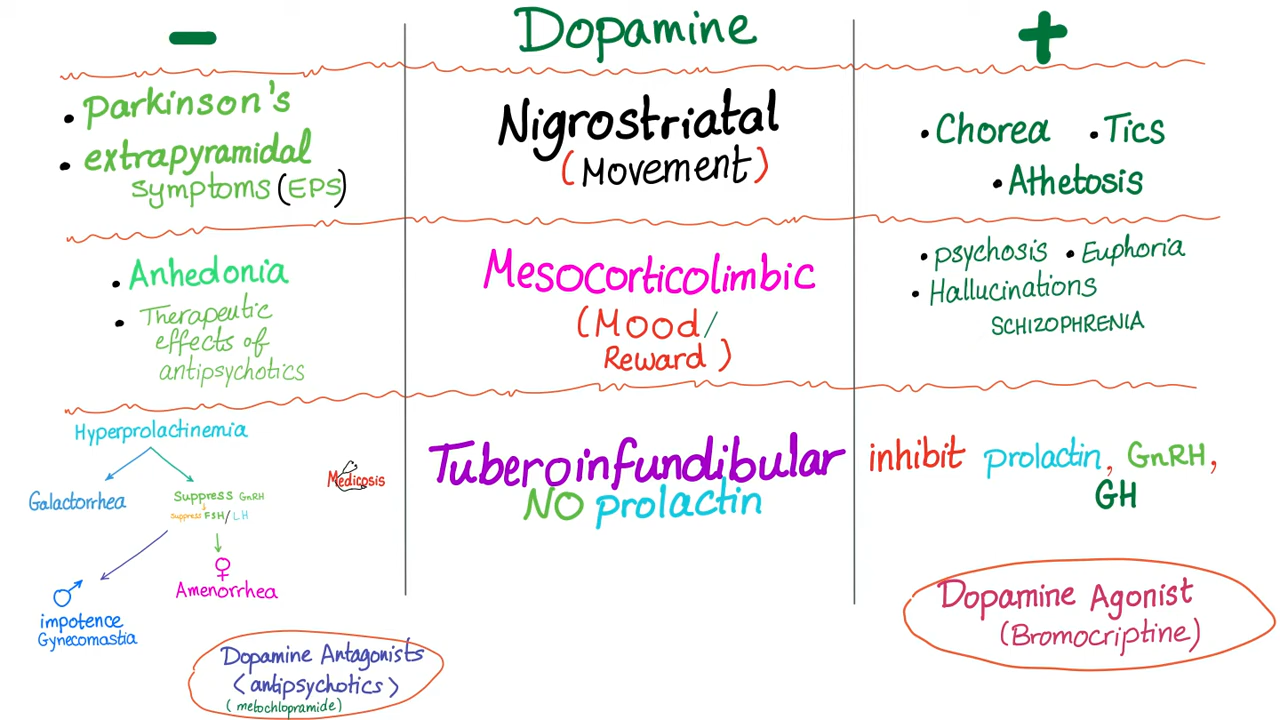 −
Dopamine
+
• Parkinson's
• extrapyramidal
symptoms (EPS)
Nigrostriatal
(Movement)
• Chorea • Tics
• Athetosis
• Anhedonia
• Therapeutic
effects of
antipsychotics
Mesocorticolimbic
(Mood/
Reward)
• psychosis • Euphoria
• Hallucinations
SCHIZOPHRENIA
Hyperprolactinemia
Galactorrhea
Suppress GnRH
suppress FSH/LH
♀
Amenorrhea
♂
impotence
Gynecomastia
Medicosis
Tuberoinfundibular
NO prolactin
inhibit prolactin, GnRH,
GH
Dopamine Antagonists
<antipsychotics>
(metochlopramide)
Dopamine Agonist
(Bromocriptine)